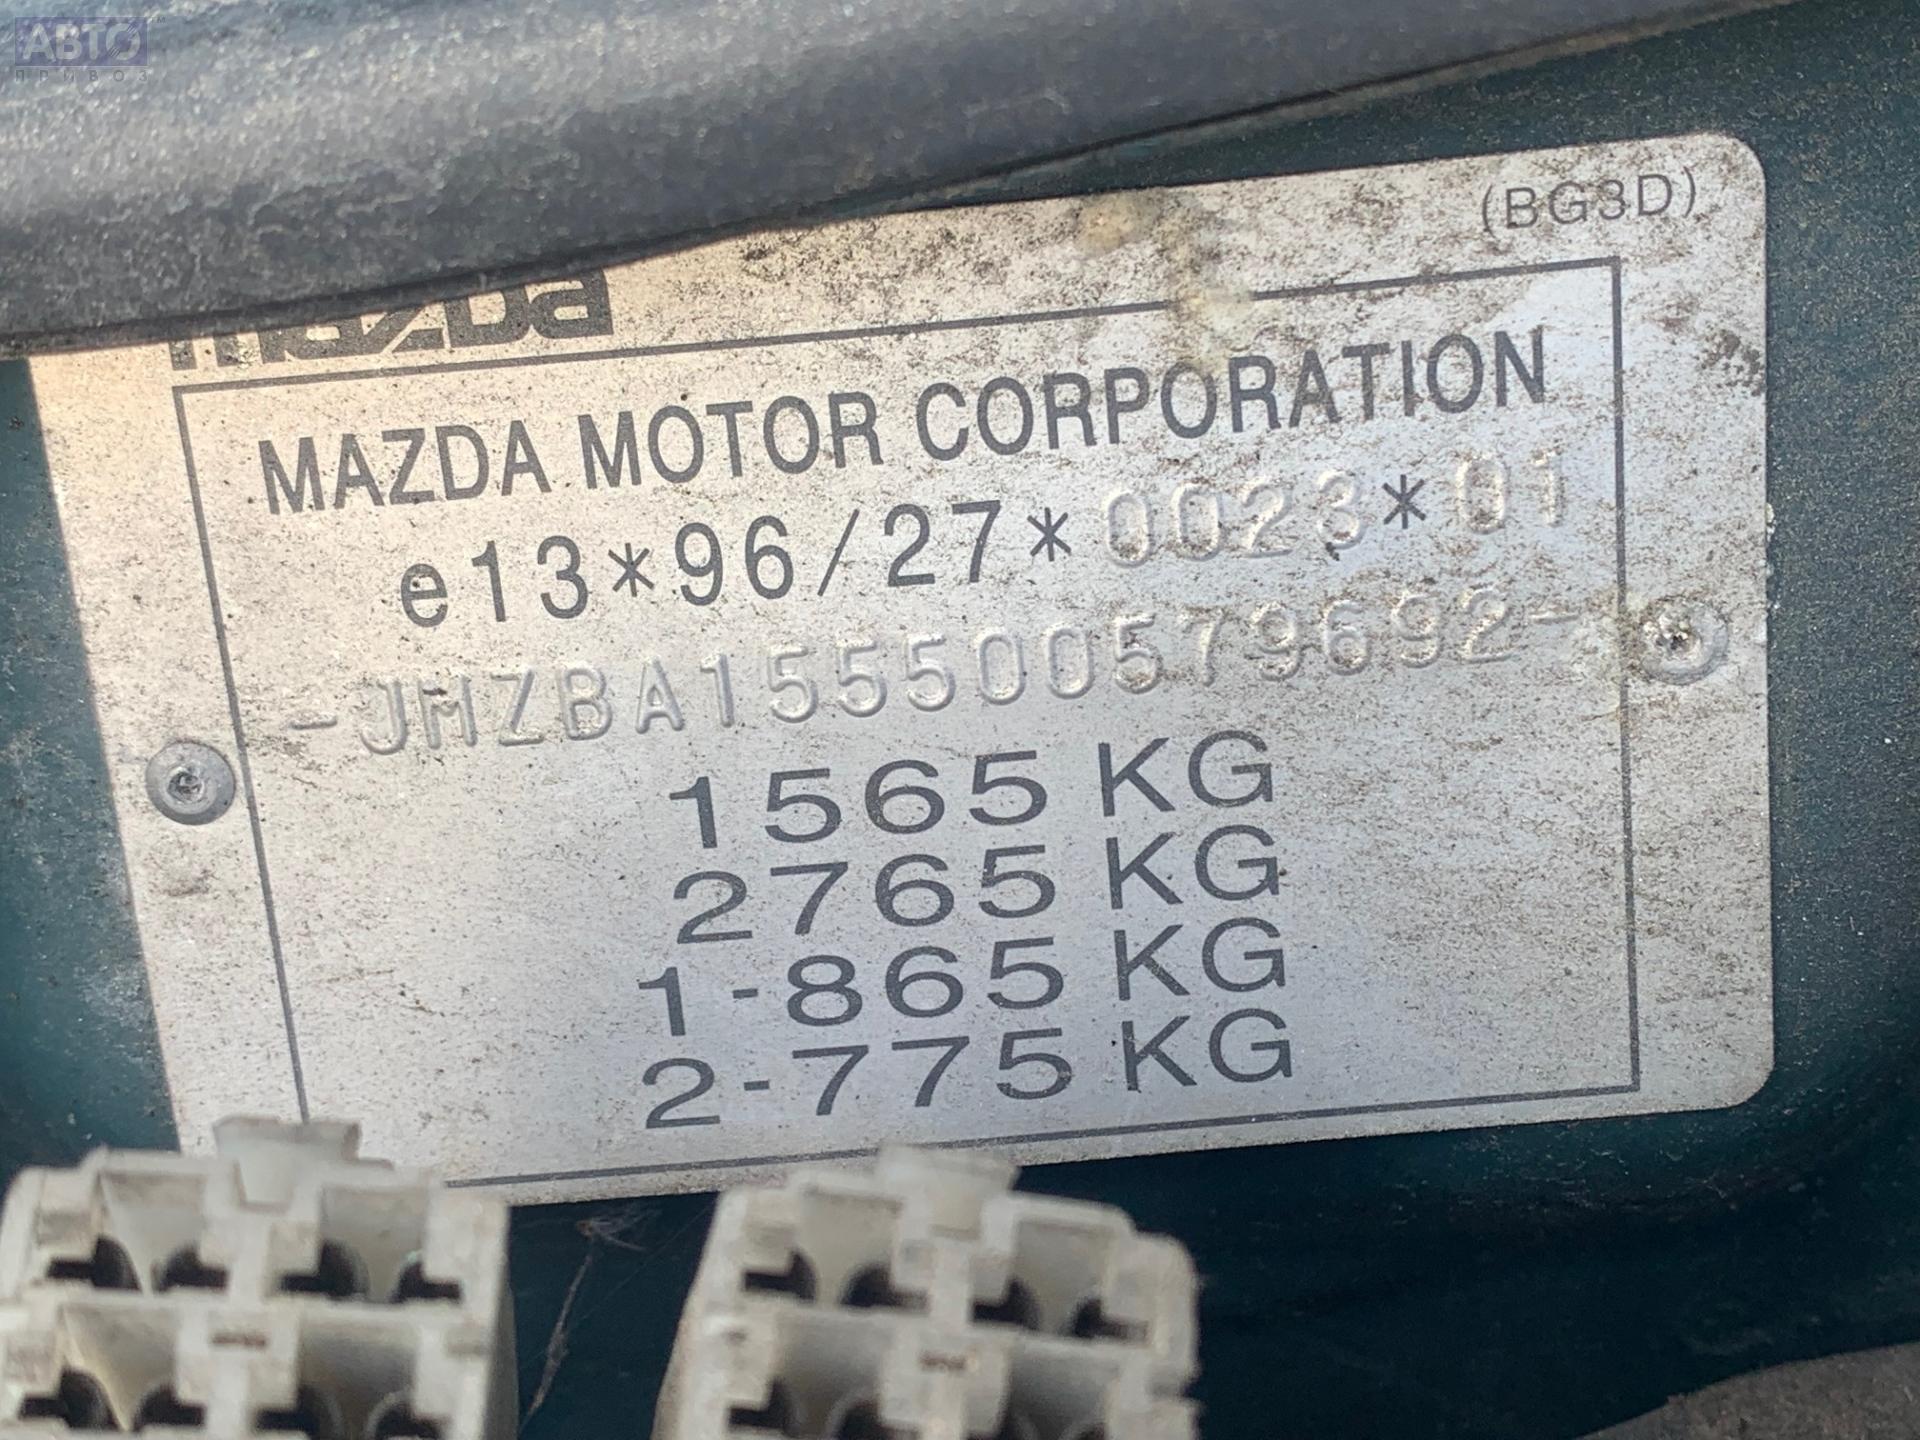 АВТО
ПРИВОЗ
(BG3D)
mazda
MAZDA MOTOR CORPORATION
e13*96/27*0023*01
-JMZBA155500579692-
1565 KG
2765 KG
1-865 KG
2-775 KG